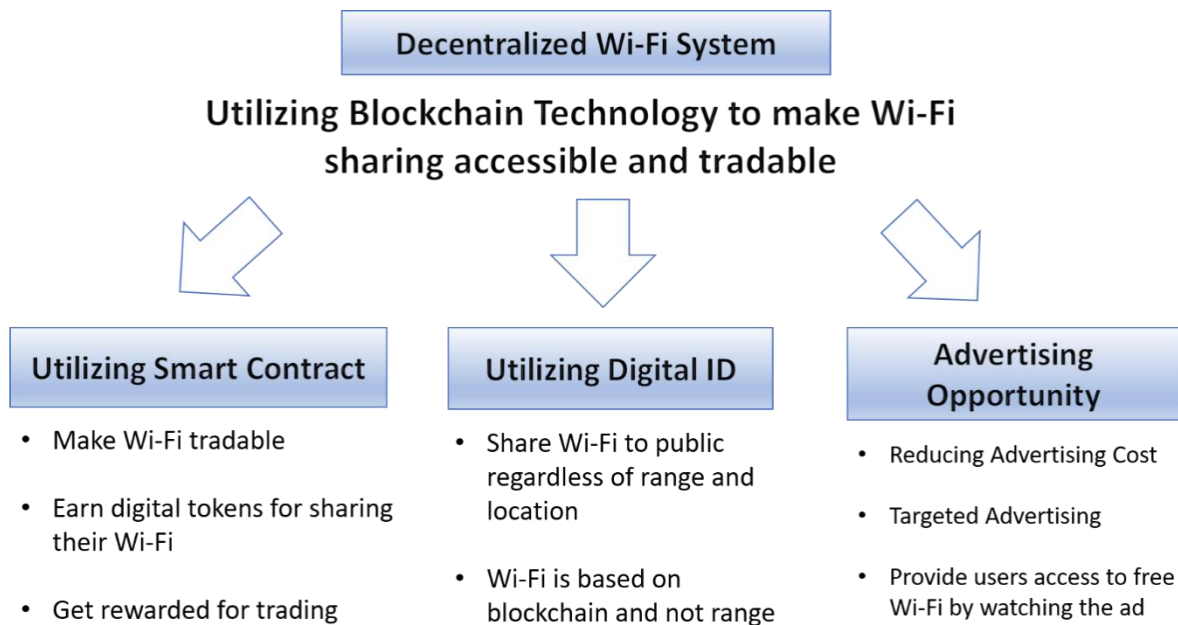 Decentralized Wi-Fi System
Utilizing Blockchain Technology to make Wi-Fi
sharing accessible and tradable
Utilizing Smart Contract
• Make Wi-Fi tradable
• Earn digital tokens for sharing
their Wi-Fi
• Get rewarded for trading
Utilizing Digital ID
• Share Wi-Fi to public
regardless of range and
location
• Wi-Fi is based on
blockchain and not range
Advertising
Opportunity
• Reducing Advertising Cost
• Targeted Advertising
• Provide users access to free
Wi-Fi by watching the ad